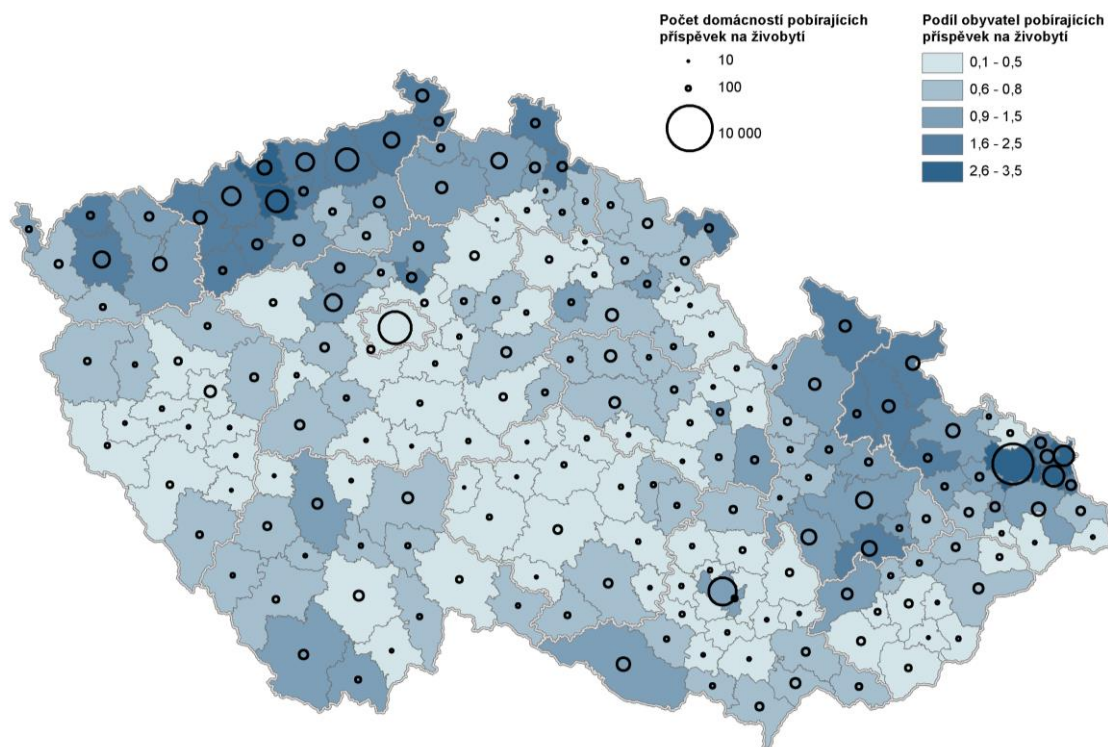 Počet domácností pobírajících
příspěvek na živobytí
10
100
10 000
Podíl obyvatel pobírajících
příspěvek na živobytí
0,1 - 0,5
0,6 - 0,8
0,9 - 1,5
1,6 - 2,5
2,6 - 3,5